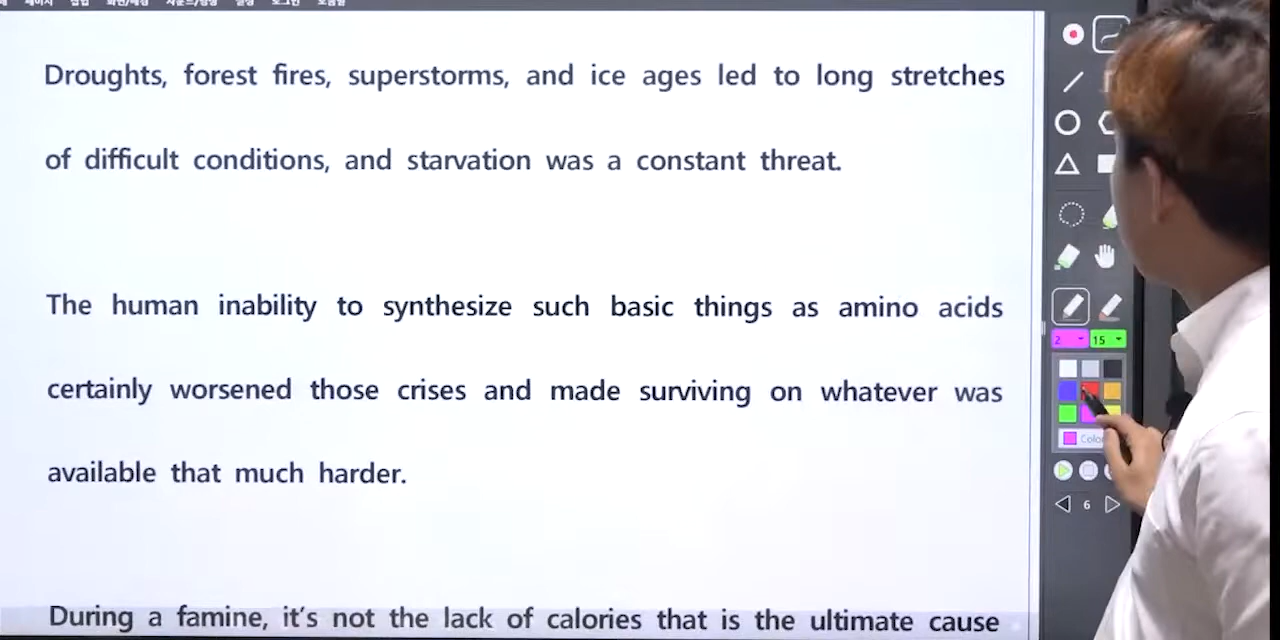 Droughts, forest fires, superstorms, and ice ages led to long stretches
of difficult conditions, and starvation was a constant threat.
The human inability to synthesize such basic things as amino acids
certainly worsened those crises and made surviving on whatever was
available that much harder.
During a famine, it's not the lack of calories that is the ultimate cause
2 15
6